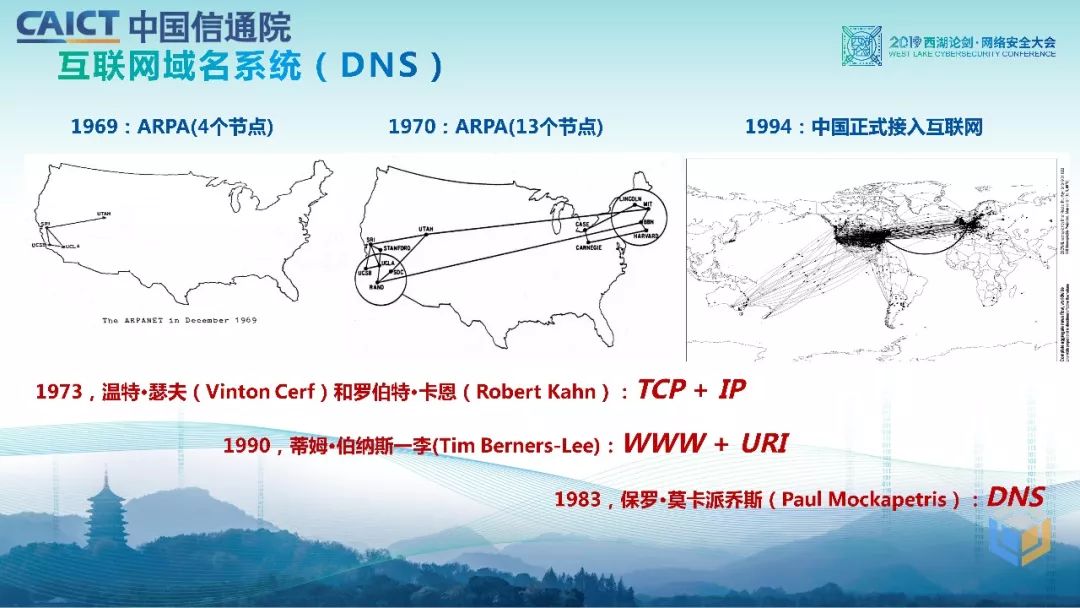 CAICT 中国信通院
互联网域名系统（DNS）
2019西湖论剑·网络安全大会
WEST LAKE CYBERSECURITY CONFERENCE
1969：ARPA(4个节点)
1970：ARPA(13个节点)
1994：中国正式接入互联网
UTAH
SRI
UCSB
UCLA
The ARPANET in December 1969
LINCOLN
MIT
CASE
BBN
HARVARD
CARNEGIE
UTAH
SRI
STANFORD
UCLA
UCSB
SDC
RAND
1973，温特·瑟夫（Vinton Cerf）和罗伯特·卡恩（Robert Kahn）：TCP + IP
1990，蒂姆·伯纳斯一李(Tim Berners-Lee)：WWW + URI
1983，保罗·莫卡派乔斯（Paul Mockapetris）：DNS